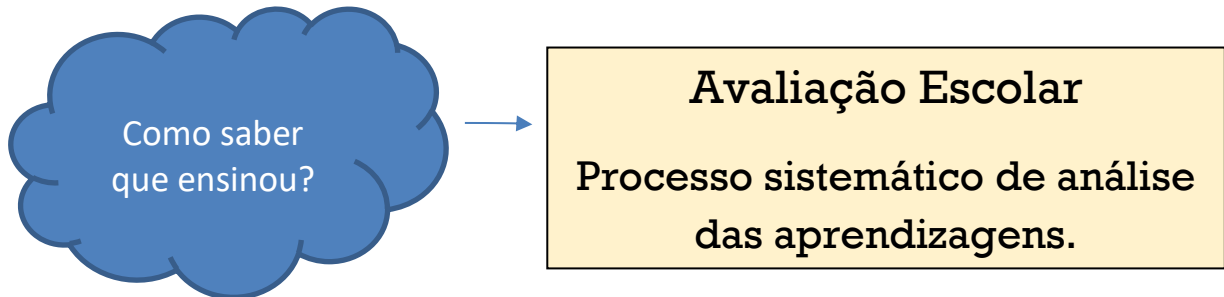 Como saber
que ensinou?
Avaliação Escolar
Processo sistemático de análise
das aprendizagens.